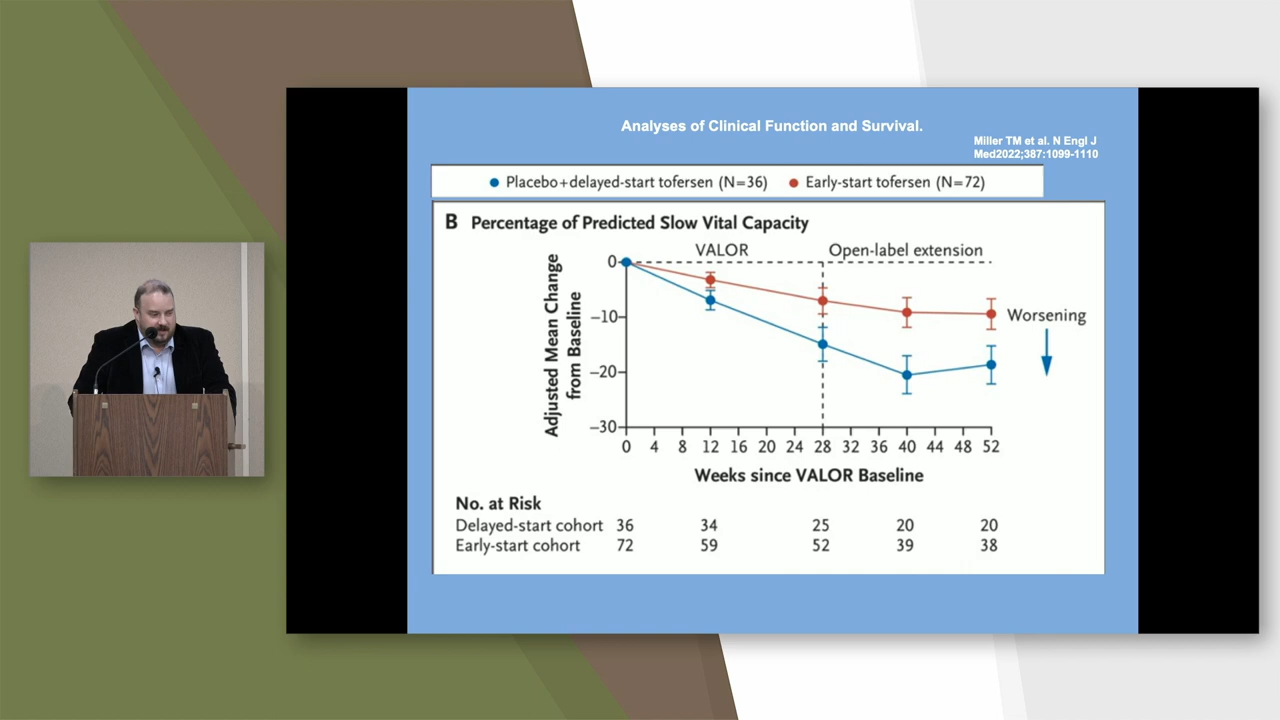 Analyses of Clinical Function and Survival.
Miller TM et al. N Engl J
Med2022;387:1099-1110
Placebo+delayed-start tofersen (N=36) Early-start tofersen (N=72)
B Percentage of Predicted Slow Vital Capacity
VALOR Open-label extension
Adjusted Mean Change
from Baseline
0
−10
−20
−30
Worsening
0 4 8 12 16 20 24 28 32 36 40 44 48 52
Weeks since VALOR Baseline
No. at Risk
Delayed-start cohort 36 34 25 20 20
Early-start cohort 72 59 52 39 38